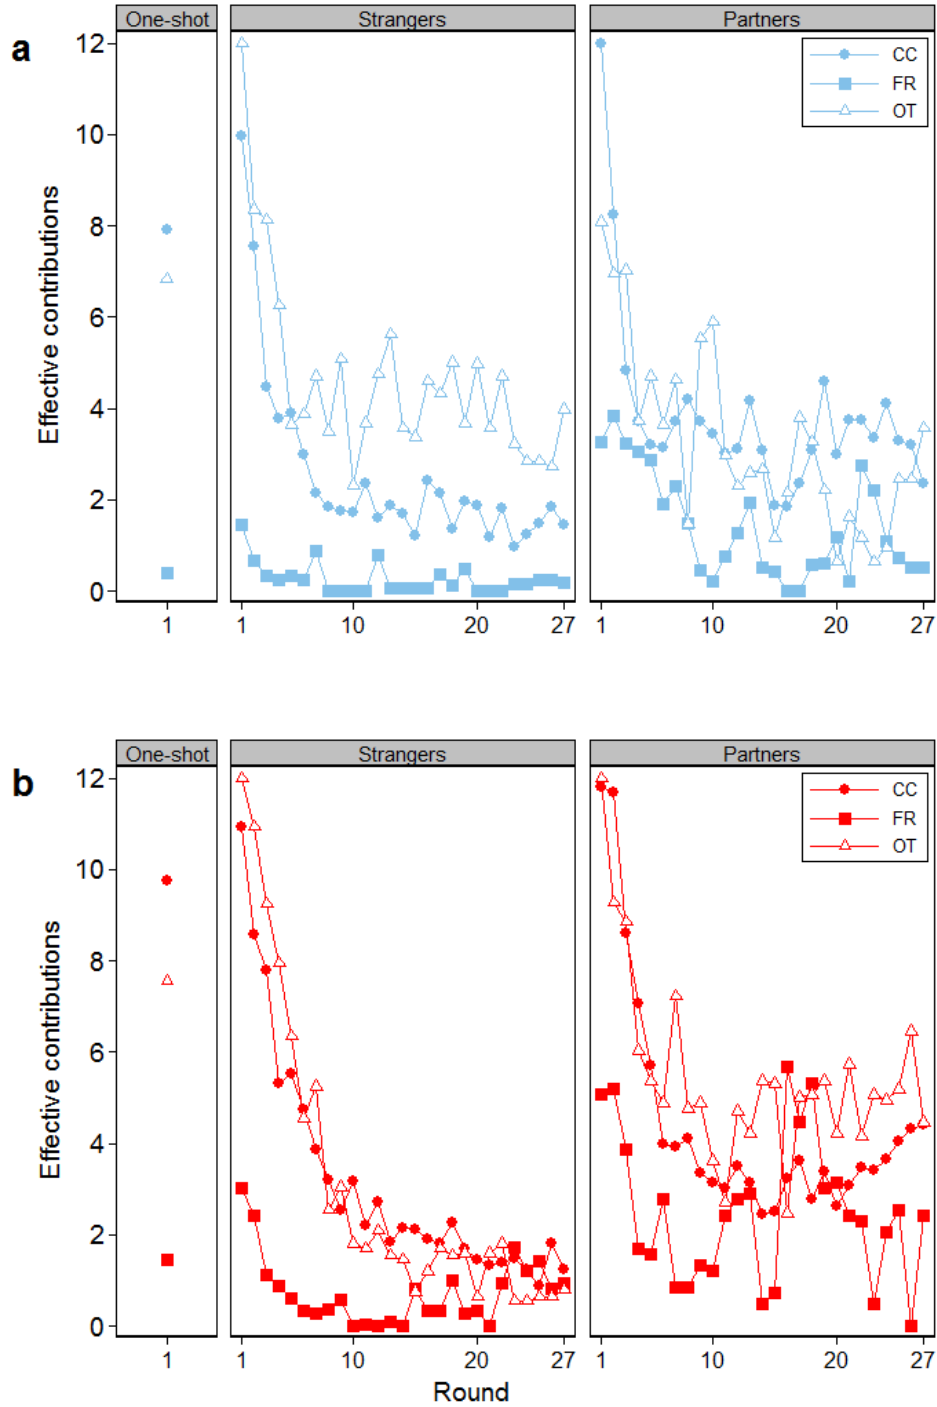 a
One-shot Strangers Partners
Effective contributions
12
10
8
6
4
2
0
CC
FR
OT
1 1 10 20 27 1 10 20 27
b
One-shot Strangers Partners
Effective contributions
12
10
8
6
4
2
0
CC
FR
OT
1 1 10 20 27 1 10 20 27
Round